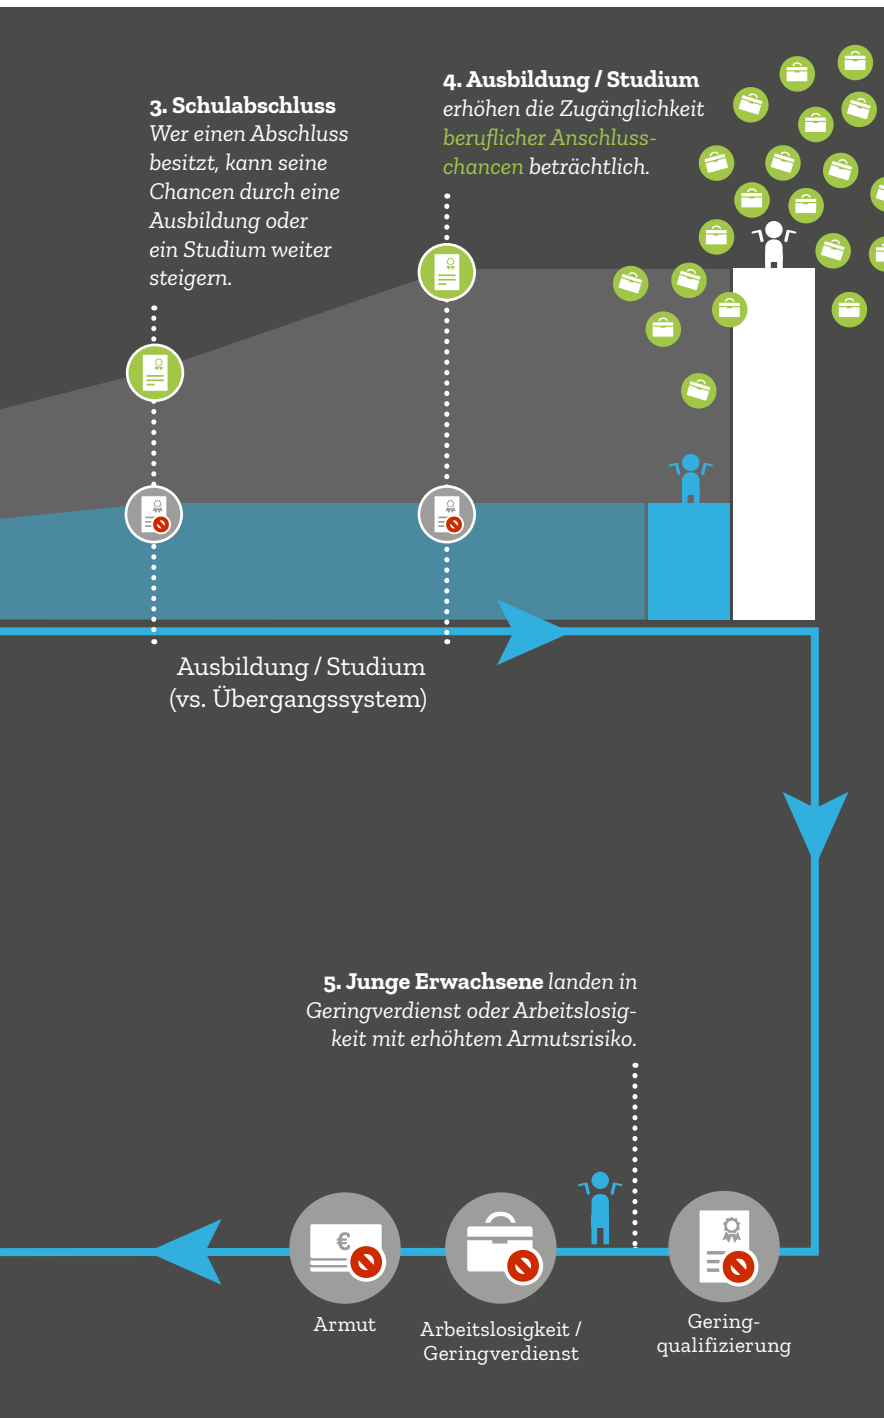 3. Schulabschluss
Wer einen Abschluss
besitzt, kann seine
Chancen durch eine
Ausbildung oder
ein Studium weiter
steigern.
4. Ausbildung / Studium
erhöhen die Zugänglichkeit
beruflicher Anschluss-
chancen beträchtlich.
Ausbildung / Studium
(vs. Übergangssystem)
5. Junge Erwachsene landen in
Geringverdienst oder Arbeitslosig-
keit mit erhöhtem Armutsrisiko.
€
Armut
Arbeitslosigkeit /
Geringverdienst
Gering-
qualifizierung